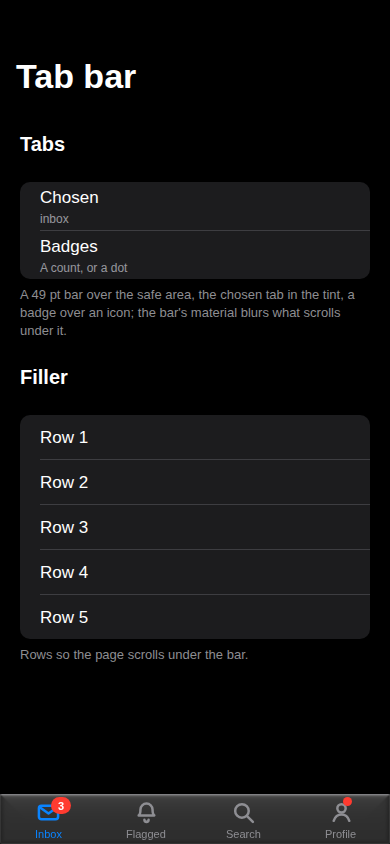 Tab bar
Tabs
Chosen
inbox
Badges
A count, or a dot
A 49 pt bar over the safe area, the chosen tab in the tint, a
badge over an icon; the bar's material blurs what scrolls
under it.
Filler
Row 1
Row 2
Row 3
Row 4
Row 5
Rows so the page scrolls under the bar.
3
Inbox
Flagged
Search
Profile